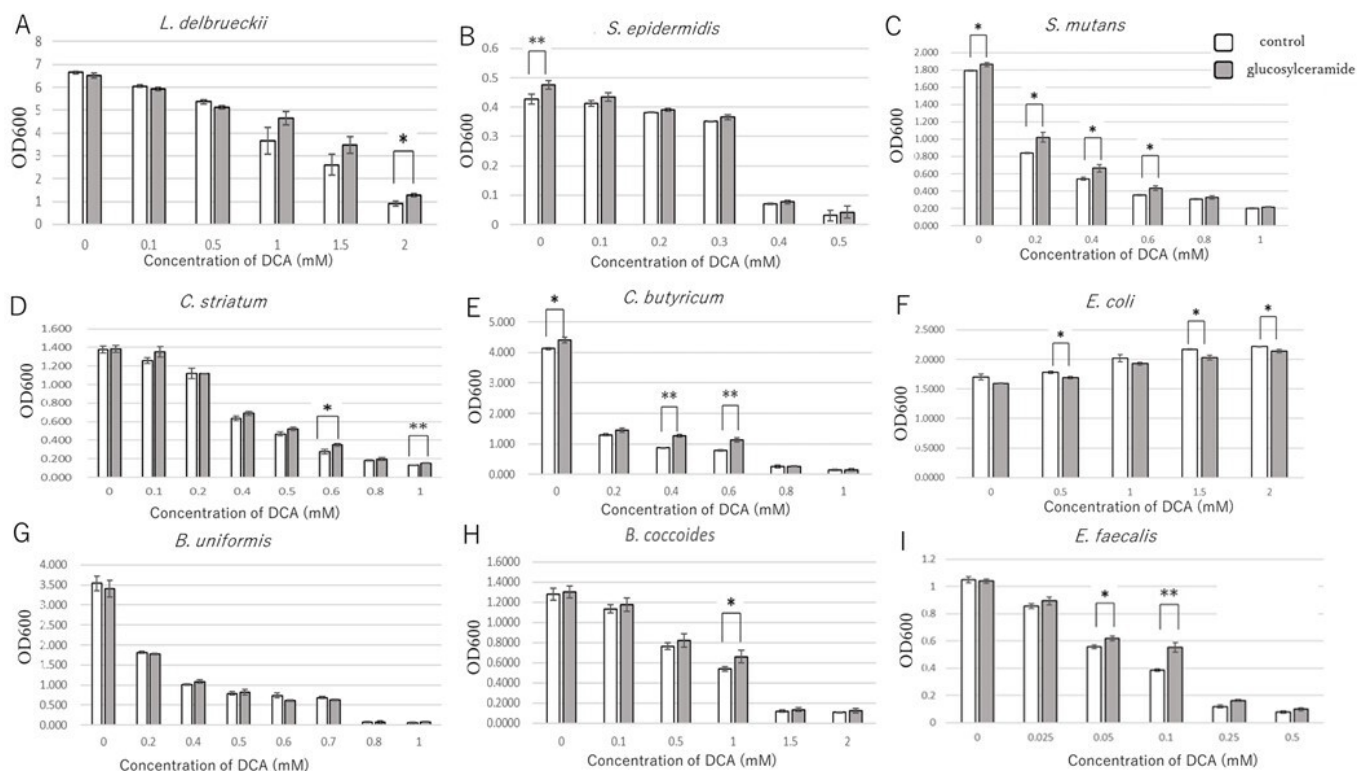 A
L. delbrueckii
OD600
8
7
6
5
4
3
2
1
0
0 0.1 0.5 1 1.5 2
*
Concentration of DCA (mM)
B
S. epidermidis
OD600
0.6
0.5
0.4
0.3
0.2
0.1
0
0 0.1 0.2 0.3 0.4 0.5
**
Concentration of DCA (mM)
C
S. mutans
control
glucosylceramide
OD600
2.000
1.800
1.600
1.400
1.200
1.000
0.800
0.600
0.400
0.200
0.000
0 0.2 0.4 0.6 0.8 1
* * * *
Concentration of DCA (mM)
D
C. striatum
OD600
1.600
1.400
1.200
1.000
0.800
0.600
0.400
0.200
0.000
0 0.1 0.2 0.4 0.5 0.6 0.8 1
* **
Concentration of DCA (mM)
E
C. butyricum
OD600
5.000
4.000
3.000
2.000
1.000
0.000
0 0.2 0.4 0.6 0.8 1
* ** **
Concentration of DCA (mM)
F
E. coli
OD600
2.5000
2.0000
1.5000
1.0000
0.5000
0.0000
0 0.5 1 1.5 2
* * *
Concentration of DCA (mM)
G
B. uniformis
OD600
4.000
3.500
3.000
2.500
2.000
1.500
1.000
0.500
0.000
0 0.2 0.4 0.5 0.6 0.7 0.8 1
Concentration of DCA (mM)
H
B. coccoides
OD600
1.6000
1.4000
1.2000
1.0000
0.8000
0.6000
0.4000
0.2000
0.0000
0 0.1 0.5 1 1.5 2
*
Concentration of DCA (mM)
I
E. faecalis
OD600
1.2
1
0.8
0.6
0.4
0.2
0
0 0.025 0.05 0.1 0.25 0.5
* **
Concentration of DCA (mM)